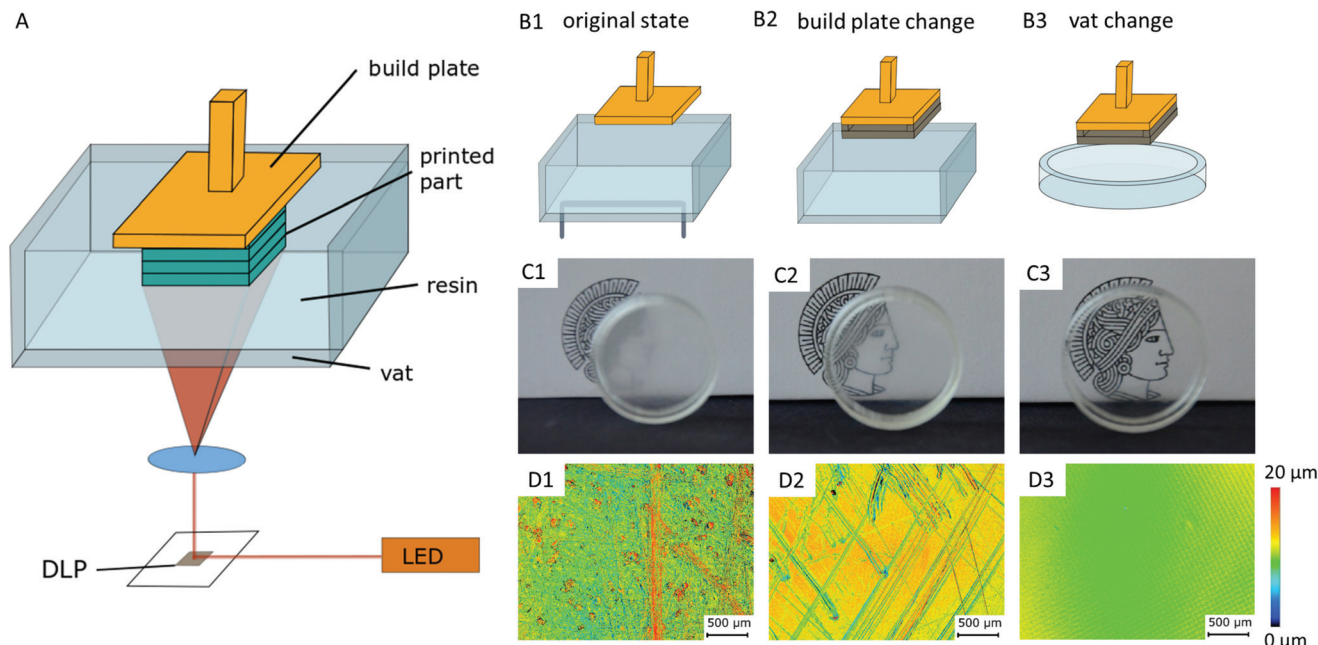 A
build plate
printed
part
resin
vat
DLP
LED
B1 original state
B2 build plate change
B3 vat change
C1
C2
C3
D1
D2
D3
500 µm
500 µm
500 µm
20 µm
0 µm